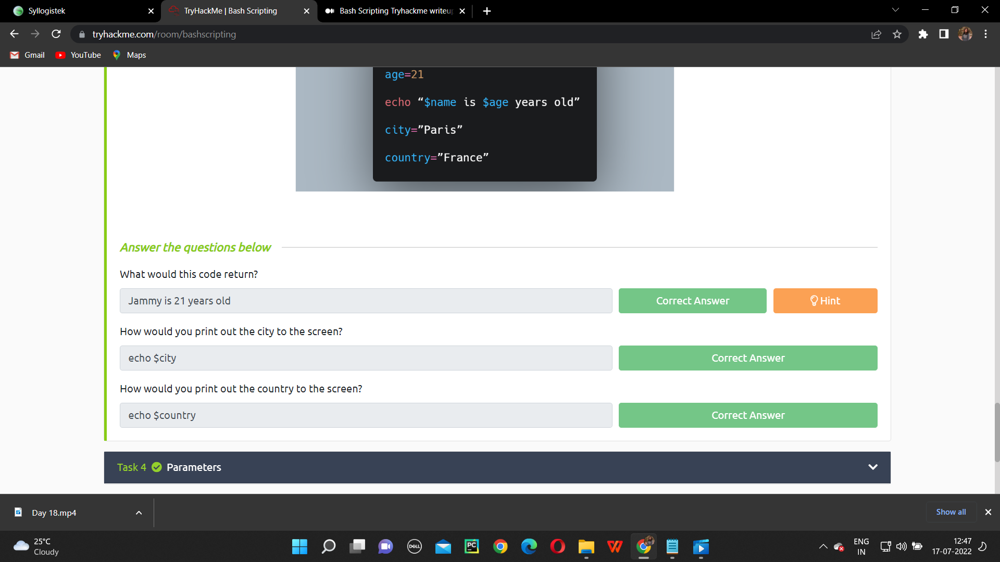 Syllogistek
TryHackMe | Bash Scripting
Bash Scripting Tryhackme writeup
tryhackme.com/room/bashscripting
Gmail
YouTube
Maps
age=21
echo “$name is $age years old”
city=”Paris”
country=”France”
Answer the questions below
What would this code return?
Jammy is 21 years old
Correct Answer
Hint
How would you print out the city to the screen?
echo $city
Correct Answer
How would you print out the country to the screen?
echo $country
Correct Answer
Task 4 Parameters
Day 18.mp4
Show all
25°C
Cloudy
DELL
PC
ENG
IN
12:47
17-07-2022